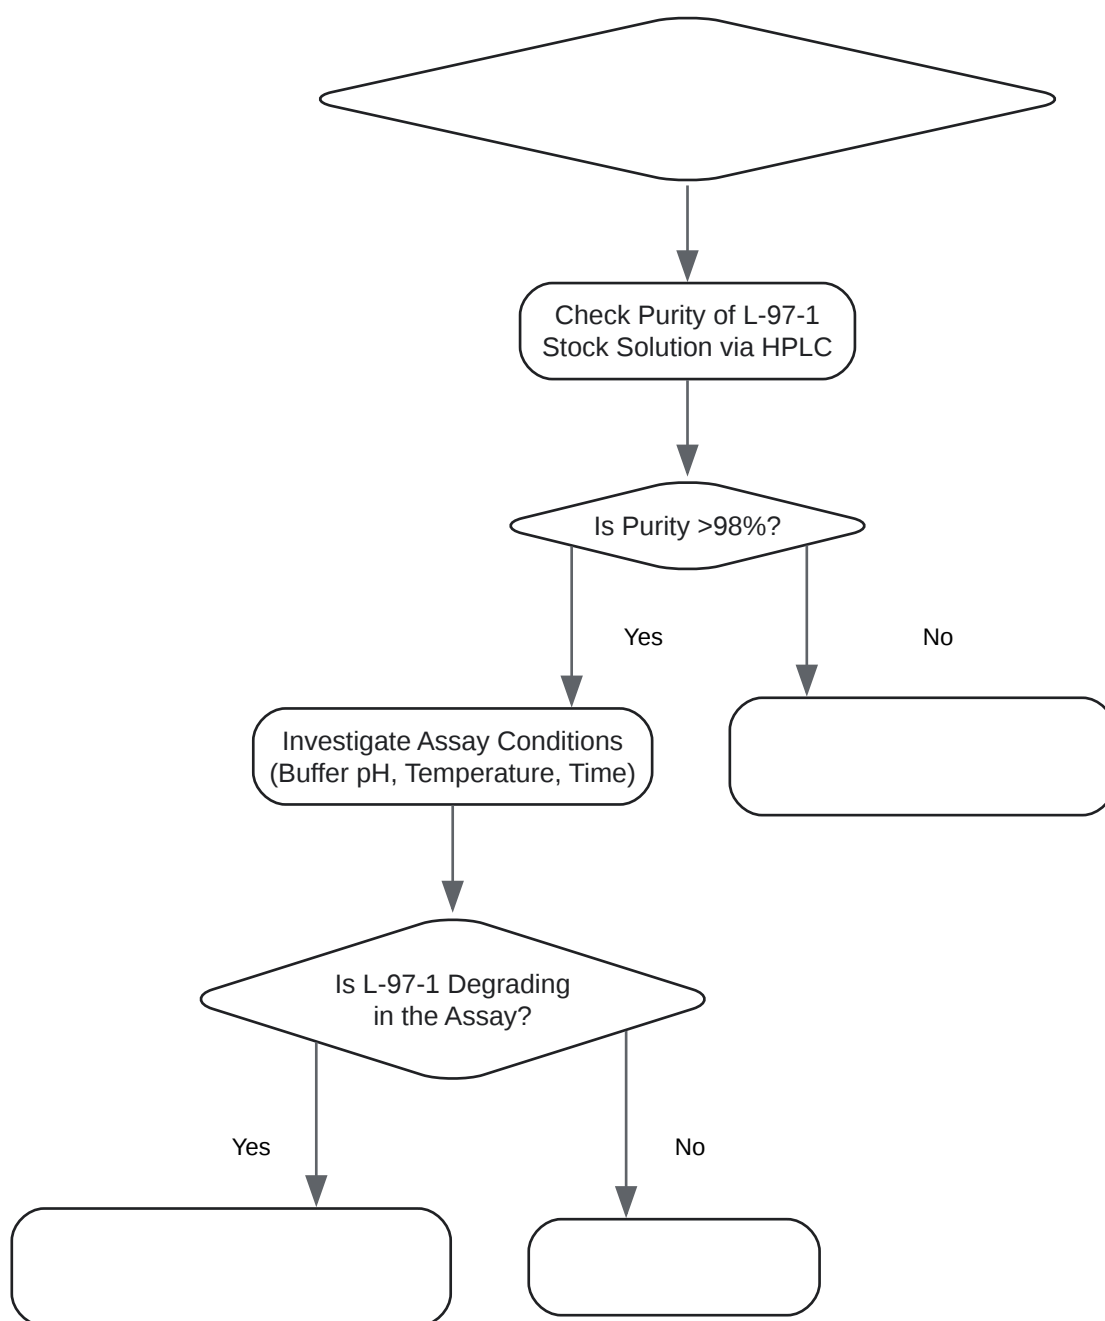 Check Purity of L-97-1
Stock Solution via HPLC
Is Purity >98%?
Yes
No
Investigate Assay Conditions
(Buffer pH, Temperature, Time)
Is L-97-1 Degrading
in the Assay?
Yes
No